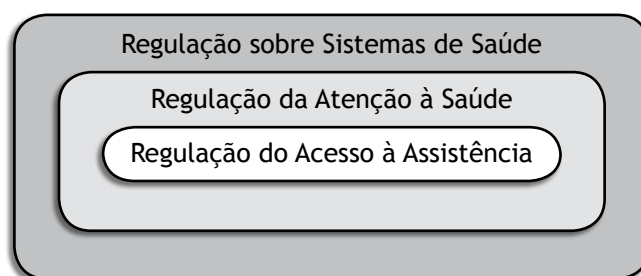 Regulação sobre Sistemas de Saúde
Regulação da Atenção à Saúde
Regulação do Acesso à Assistência